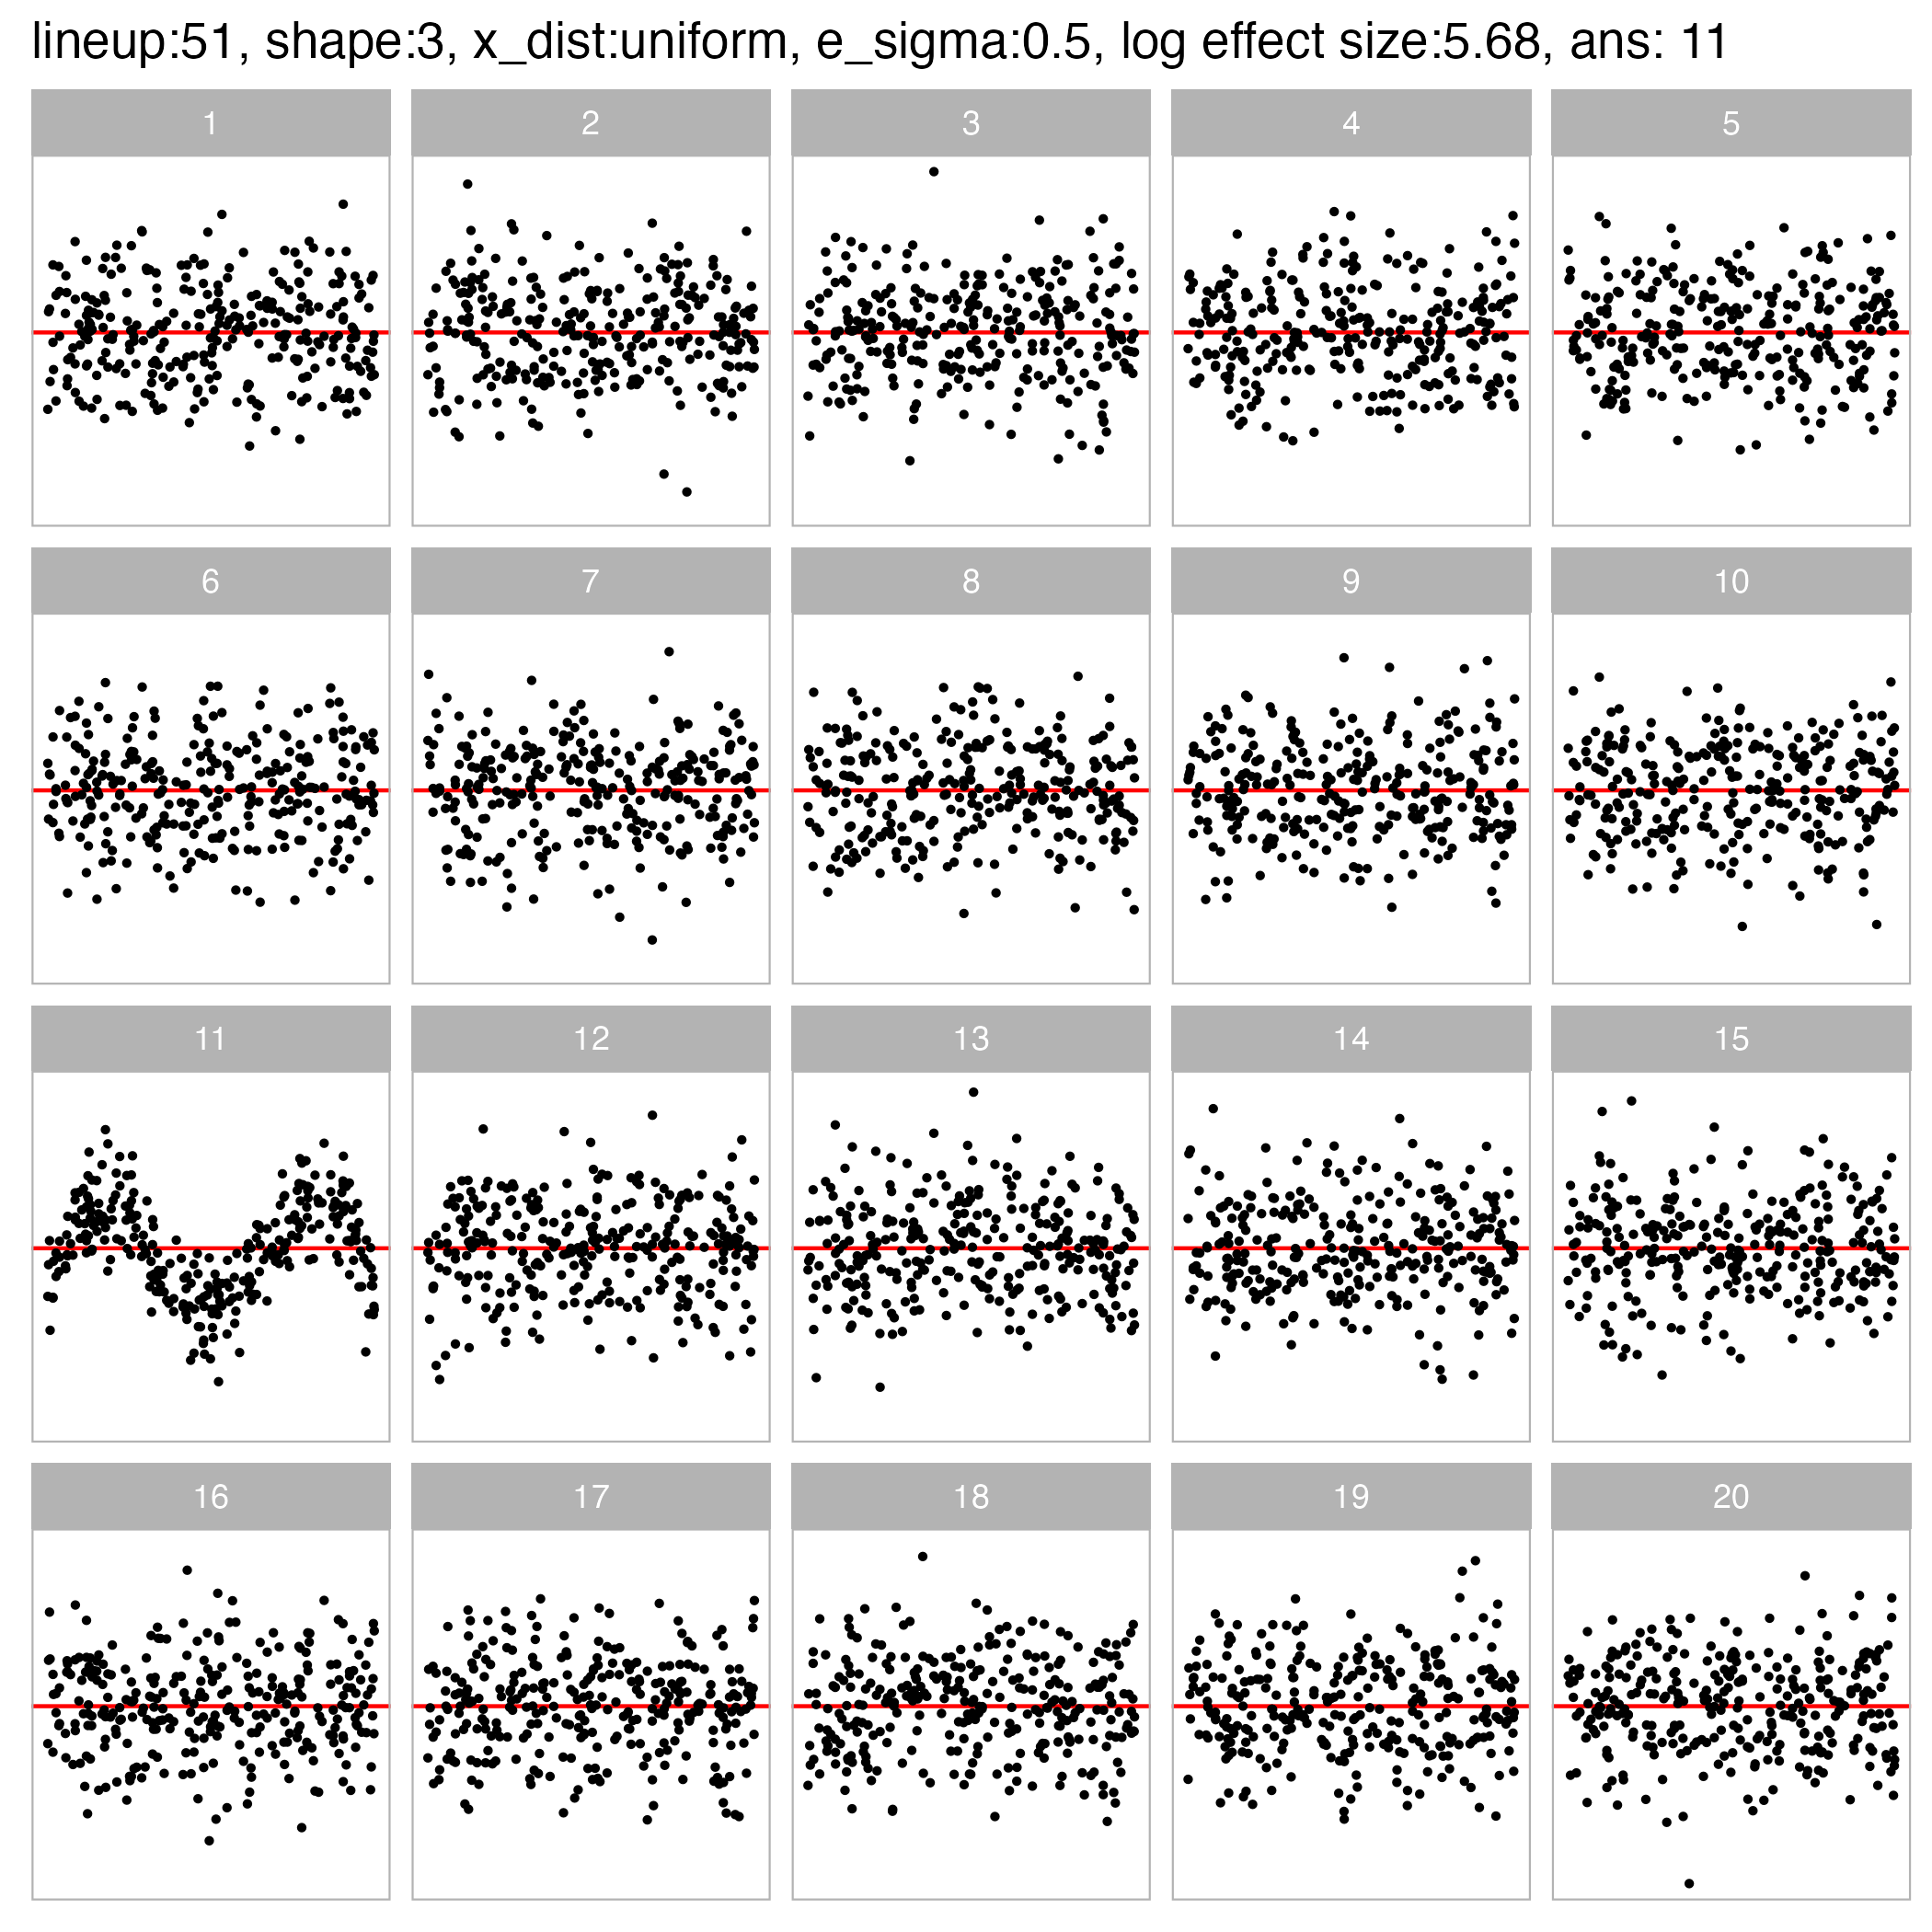 lineup:51, shape:3, x_dist:uniform, e_sigma:0.5, log effect size:5.68, ans: 11
1 2 3 4 5
6 7 8 9 10
11 12 13 14 15
16 17 18 19 20